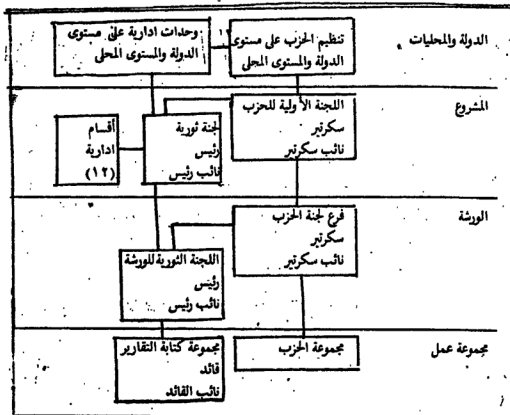 الدولة والمحليات
تنظيم الحزب على مستوى
الدولة والمستوى المحلى
وحدات ادارية على مستوى
الدولة والمستوى المحلى
المشروع
اللجنة الأولية للحزب
سكرتير
نائب سكرتير
لجنة ثورية
رئيس
نائب رئيس
أقسام
ادارية
(١٢)
الورشة
فرع لجنة الحزب
سكرتير
نائب سكرتير
اللجنة الثورية للورشة
رئيس
نائب رئيس
مجموعة عمل
مجموعة الحزب
مجموعة كتابة التقارير
قائد
نائب القائد